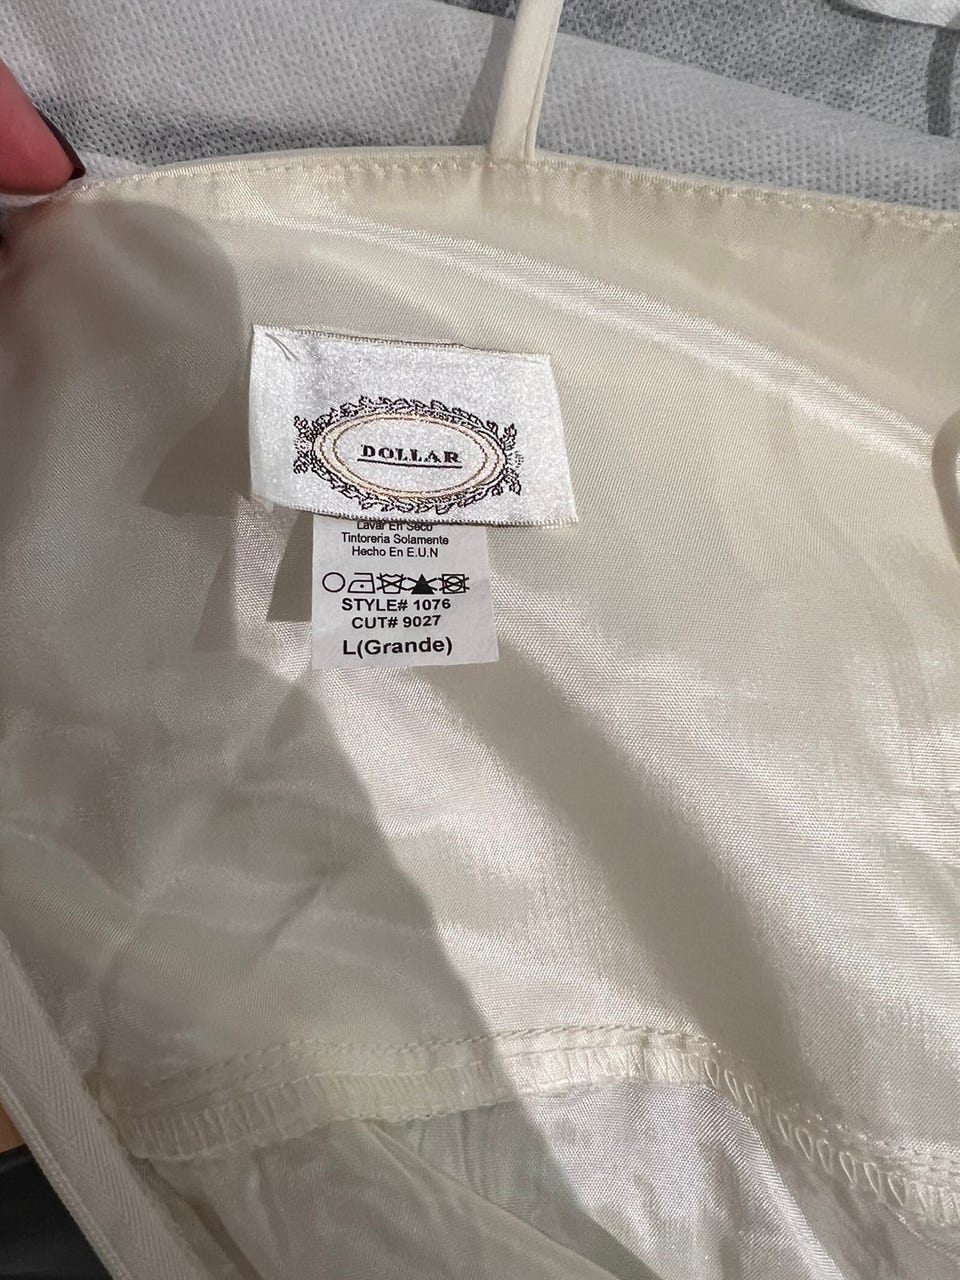 DOLLAR
Lavar En Seco
Tintoreria Solamente
Hecho En E.U.N
STYLE# 1076
CUT# 9027
L(Grande)